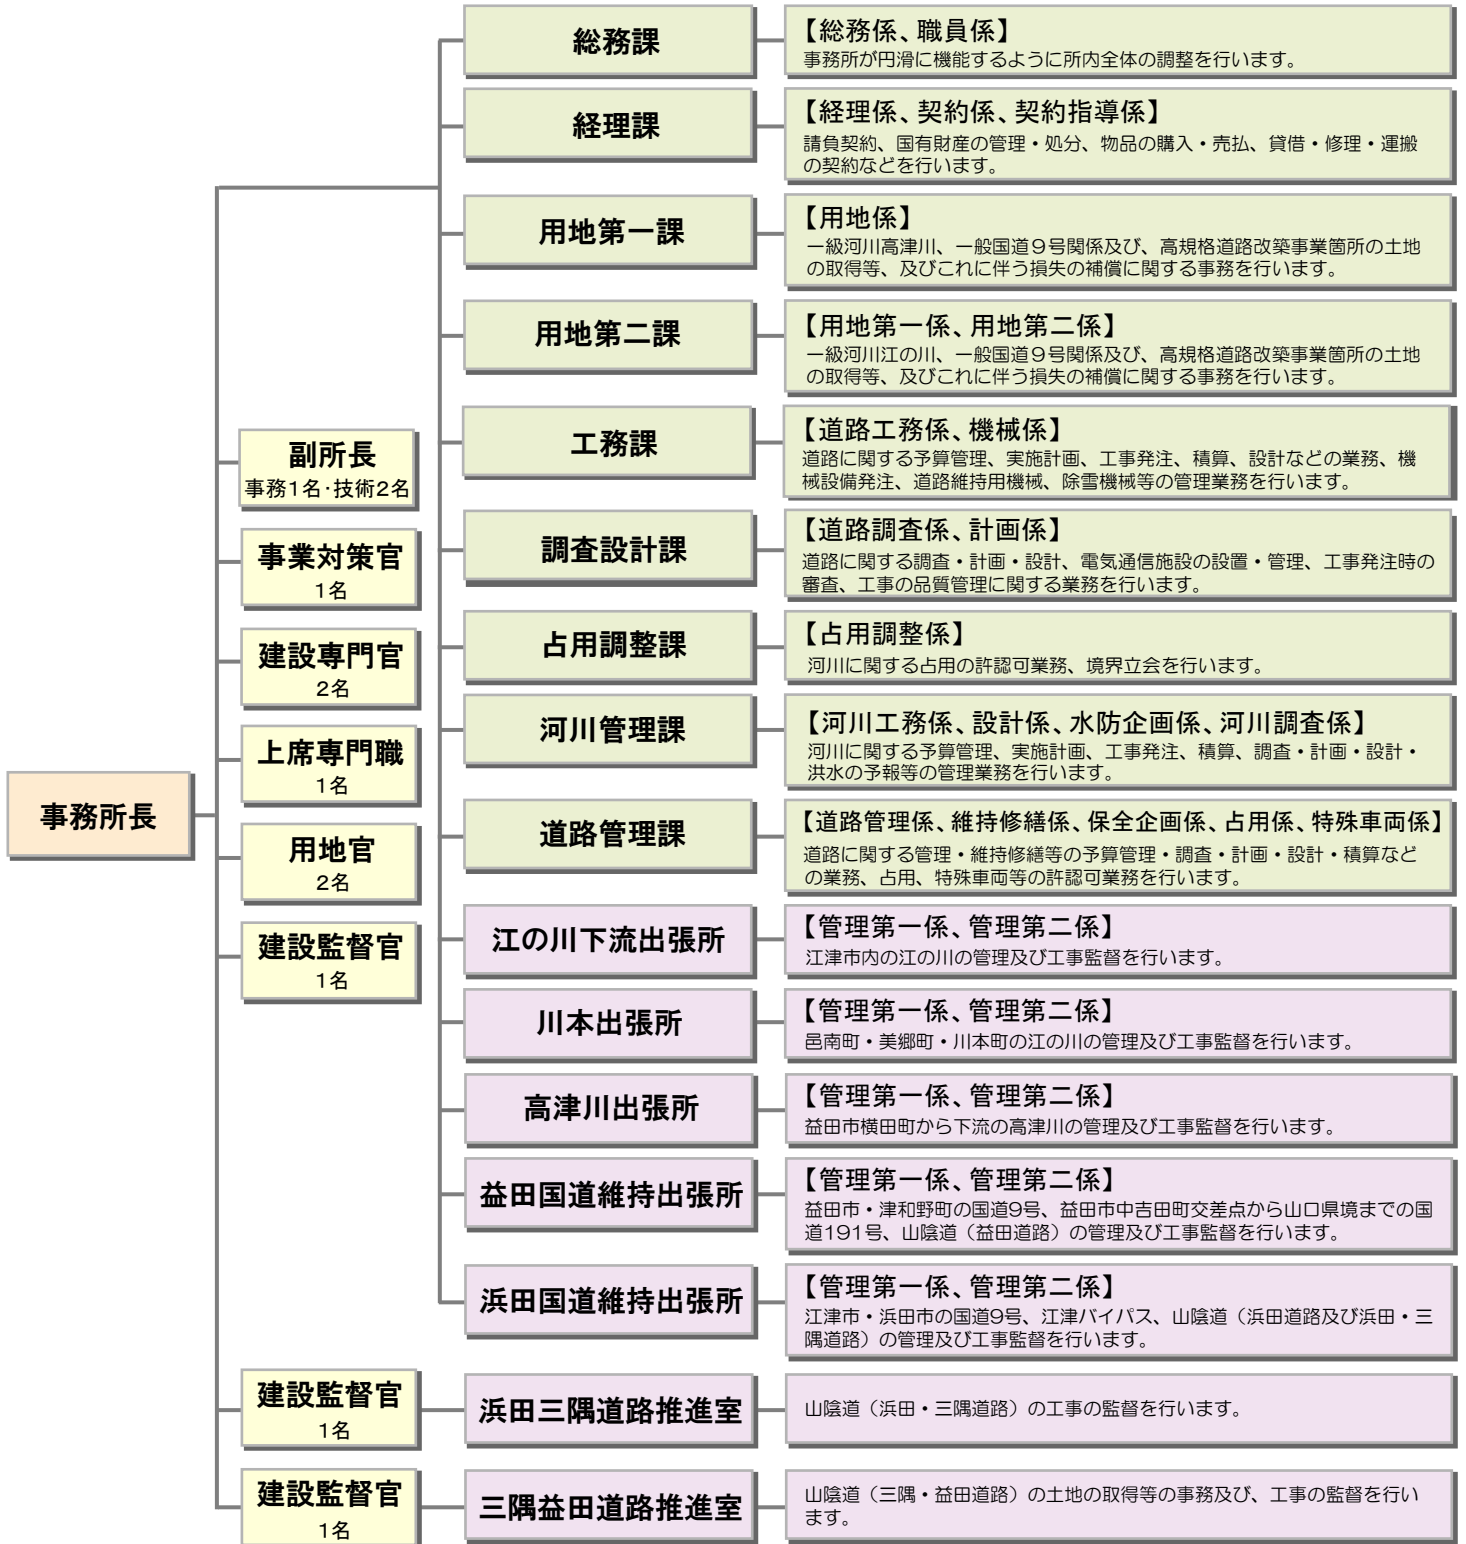 事務所長
副所長
事務1名・技術2名
事業対策官
1名
建設専門官
2名
上席専門職
1名
用地官
2名
建設監督官
1名
建設監督官
1名
建設監督官
1名
総務課
【総務係、職員係】
事務所が円滑に機能するように所内全体の調整を行います。
経理課
【経理係、契約係、契約指導係】
請負契約、国有財産の管理・処分、物品の購入・売払、貸借・修理・運搬
の契約などを行います。
用地第一課
【用地係】
一級河川高津川、一般国道9号関係及び、高規格道路改築事業箇所の土地
の取得等、及びこれに伴う損失の補償に関する事務を行います。
用地第二課
【用地第一係、用地第二係】
一級河川江の川、一般国道9号関係及び、高規格道路改築事業箇所の土地
の取得等、及びこれに伴う損失の補償に関する事務を行います。
工務課
【道路工務係、機械係】
道路に関する予算管理、実施計画、工事発注、積算、設計などの業務、機
械設備発注、道路維持用機械、除雪機械等の管理業務を行います。
調査設計課
【道路調査係、計画係】
道路に関する調査・計画・設計、電気通信施設の設置・管理、工事発注時の
審査、工事の品質管理に関する業務を行います。
占用調整課
【占用調整係】
河川に関する占用の許認可業務、境界立会を行います。
河川管理課
【河川工務係、設計係、水防企画係、河川調査係】
河川に関する予算管理、実施計画、工事発注、積算、調査・計画・設計・
洪水の予報等の管理業務を行います。
道路管理課
【道路管理係、維持修繕係、保全企画係、占用係、特殊車両係】
道路に関する管理・維持修繕等の予算管理・調査・計画・設計・積算など
の業務、占用、特殊車両等の許認可業務を行います。
江の川下流出張所
【管理第一係、管理第二係】
江津市内の江の川の管理及び工事監督を行います。
川本出張所
【管理第一係、管理第二係】
邑南町・美郷町・川本町の江の川の管理及び工事監督を行います。
高津川出張所
【管理第一係、管理第二係】
益田市横田町から下流の高津川の管理及び工事監督を行います。
益田国道維持出張所
【管理第一係、管理第二係】
益田市・津和野町の国道9号、益田市中吉田町交差点から山口県境までの国
道191号、山陰道（益田道路）の管理及び工事監督を行います。
浜田国道維持出張所
【管理第一係、管理第二係】
江津市・浜田市の国道9号、江津バイパス、山陰道（浜田道路及び浜田・三
隅道路）の管理及び工事監督を行います。
浜田三隅道路推進室
山陰道（浜田・三隅道路）の工事の監督を行います。
三隅益田道路推進室
山陰道（三隅・益田道路）の土地の取得等の事務及び、工事の監督を行い
ます。